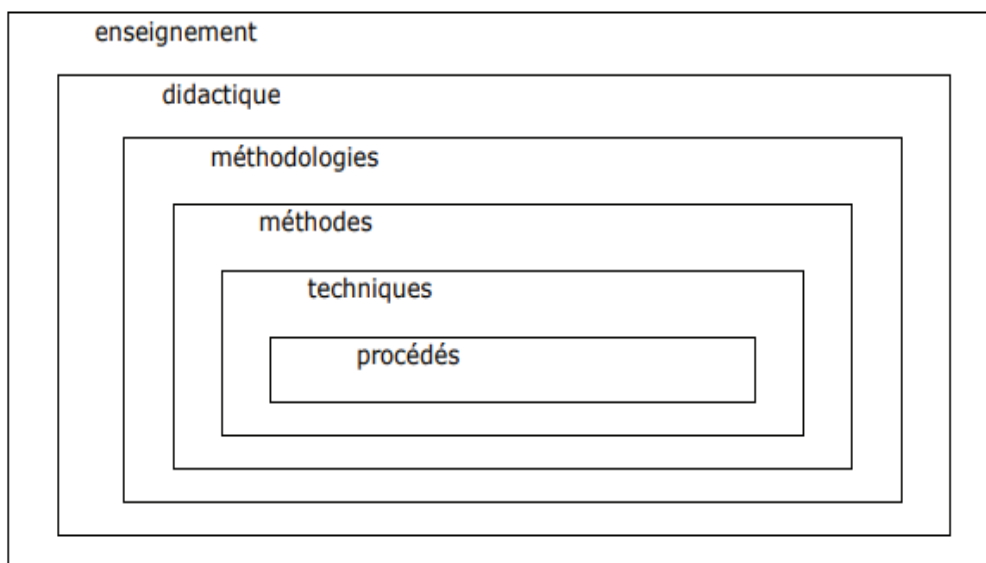 enseignement
didactique
méthodologies
méthodes
techniques
procédés